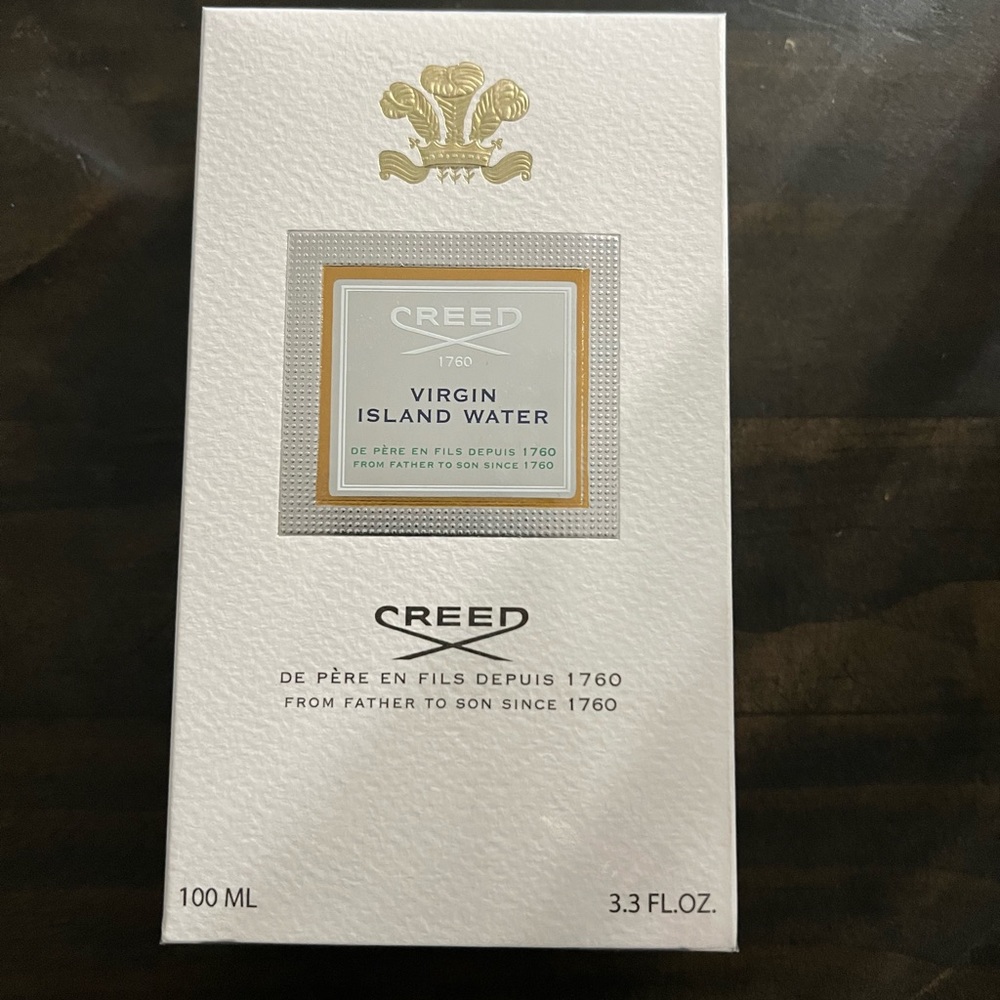 CREED
1760
VIRGIN
ISLAND WATER
DE PÈRE EN FILS DEPUIS 1760
FROM FATHER TO SON SINCE 1760
CREED
DE PÈRE EN FILS DEPUIS 1760
FROM FATHER TO SON SINCE 1760
100 ML
3.3 FL.OZ.